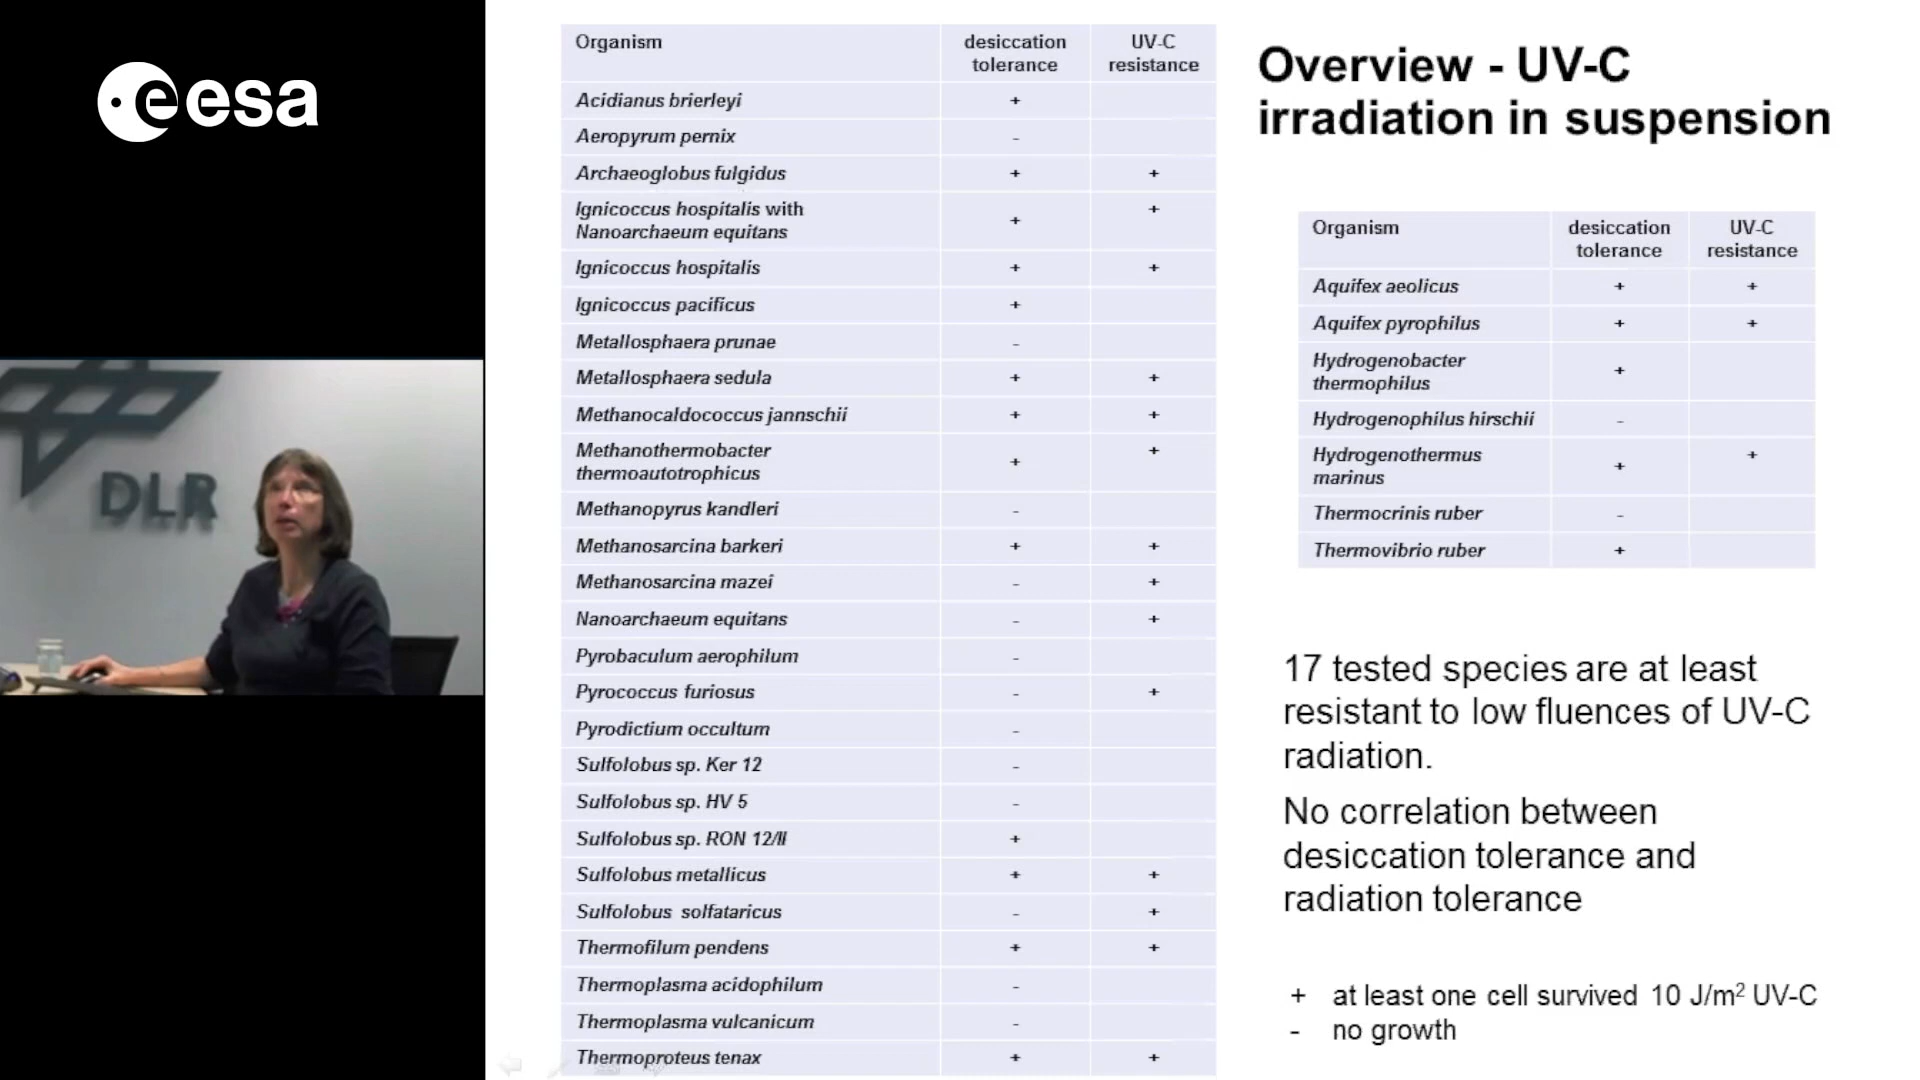 eesa
DLR
Organism desiccation tolerance UV-C resistance
Acidianus brierleyi +
Aeropyrum pernix -
Archaeoglobus fulgidus + +
Ignicoccus hospitalis with Nanoarchaeum equitans + +
Ignicoccus hospitalis + +
Ignicoccus pacificus +
Metallosphaera prunae -
Metallosphaera sedula + +
Methanocaldococcus jannschii + +
Methanothermobacter thermoautotrophicus + +
Methanopyrus kandleri -
Methanosarcina barkeri + +
Methanosarcina mazei - +
Nanoarchaeum equitans - +
Pyrobaculum aerophilum -
Pyrococcus furiosus - +
Pyrodictium occultum -
Sulfolobus sp. Ker 12 -
Sulfolobus sp. HV 5 -
Sulfolobus sp. RON 12/II +
Sulfolobus metallicus + +
Sulfolobus solfataricus - +
Thermofilum pendens + +
Thermoplasma acidophilum -
Thermoplasma vulcanicum -
Thermoproteus tenax + +
Overview - UV-C
irradiation in suspension
Organism desiccation tolerance UV-C resistance
Aquifex aeolicus + +
Aquifex pyrophilus + +
Hydrogenobacter thermophilus +
Hydrogenophilus hirschii -
Hydrogenothermus marinus + +
Thermocrinis ruber -
Thermovibrio ruber +
17 tested species are at least
resistant to low fluences of UV-C
radiation.
No correlation between
desiccation tolerance and
radiation tolerance
+ at least one cell survived 10 J/m² UV-C
- no growth